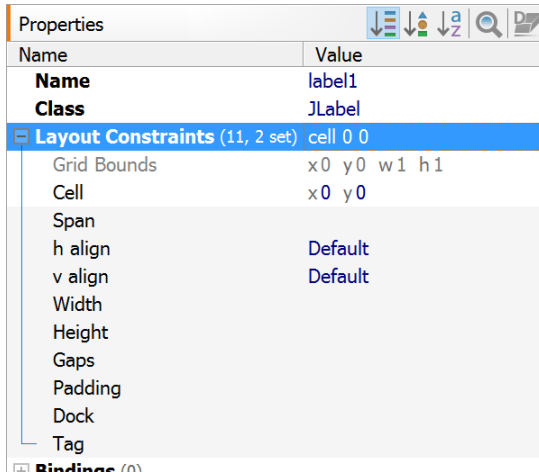 Properties
Name Value
Name label1
Class JLabel
Layout Constraints (11, 2 set) cell 0 0
Grid Bounds x 0 y 0 w 1 h 1
Cell x 0 y 0
Span
h align Default
v align Default
Width
Height
Gaps
Padding
Dock
Tag
Bindings (0)